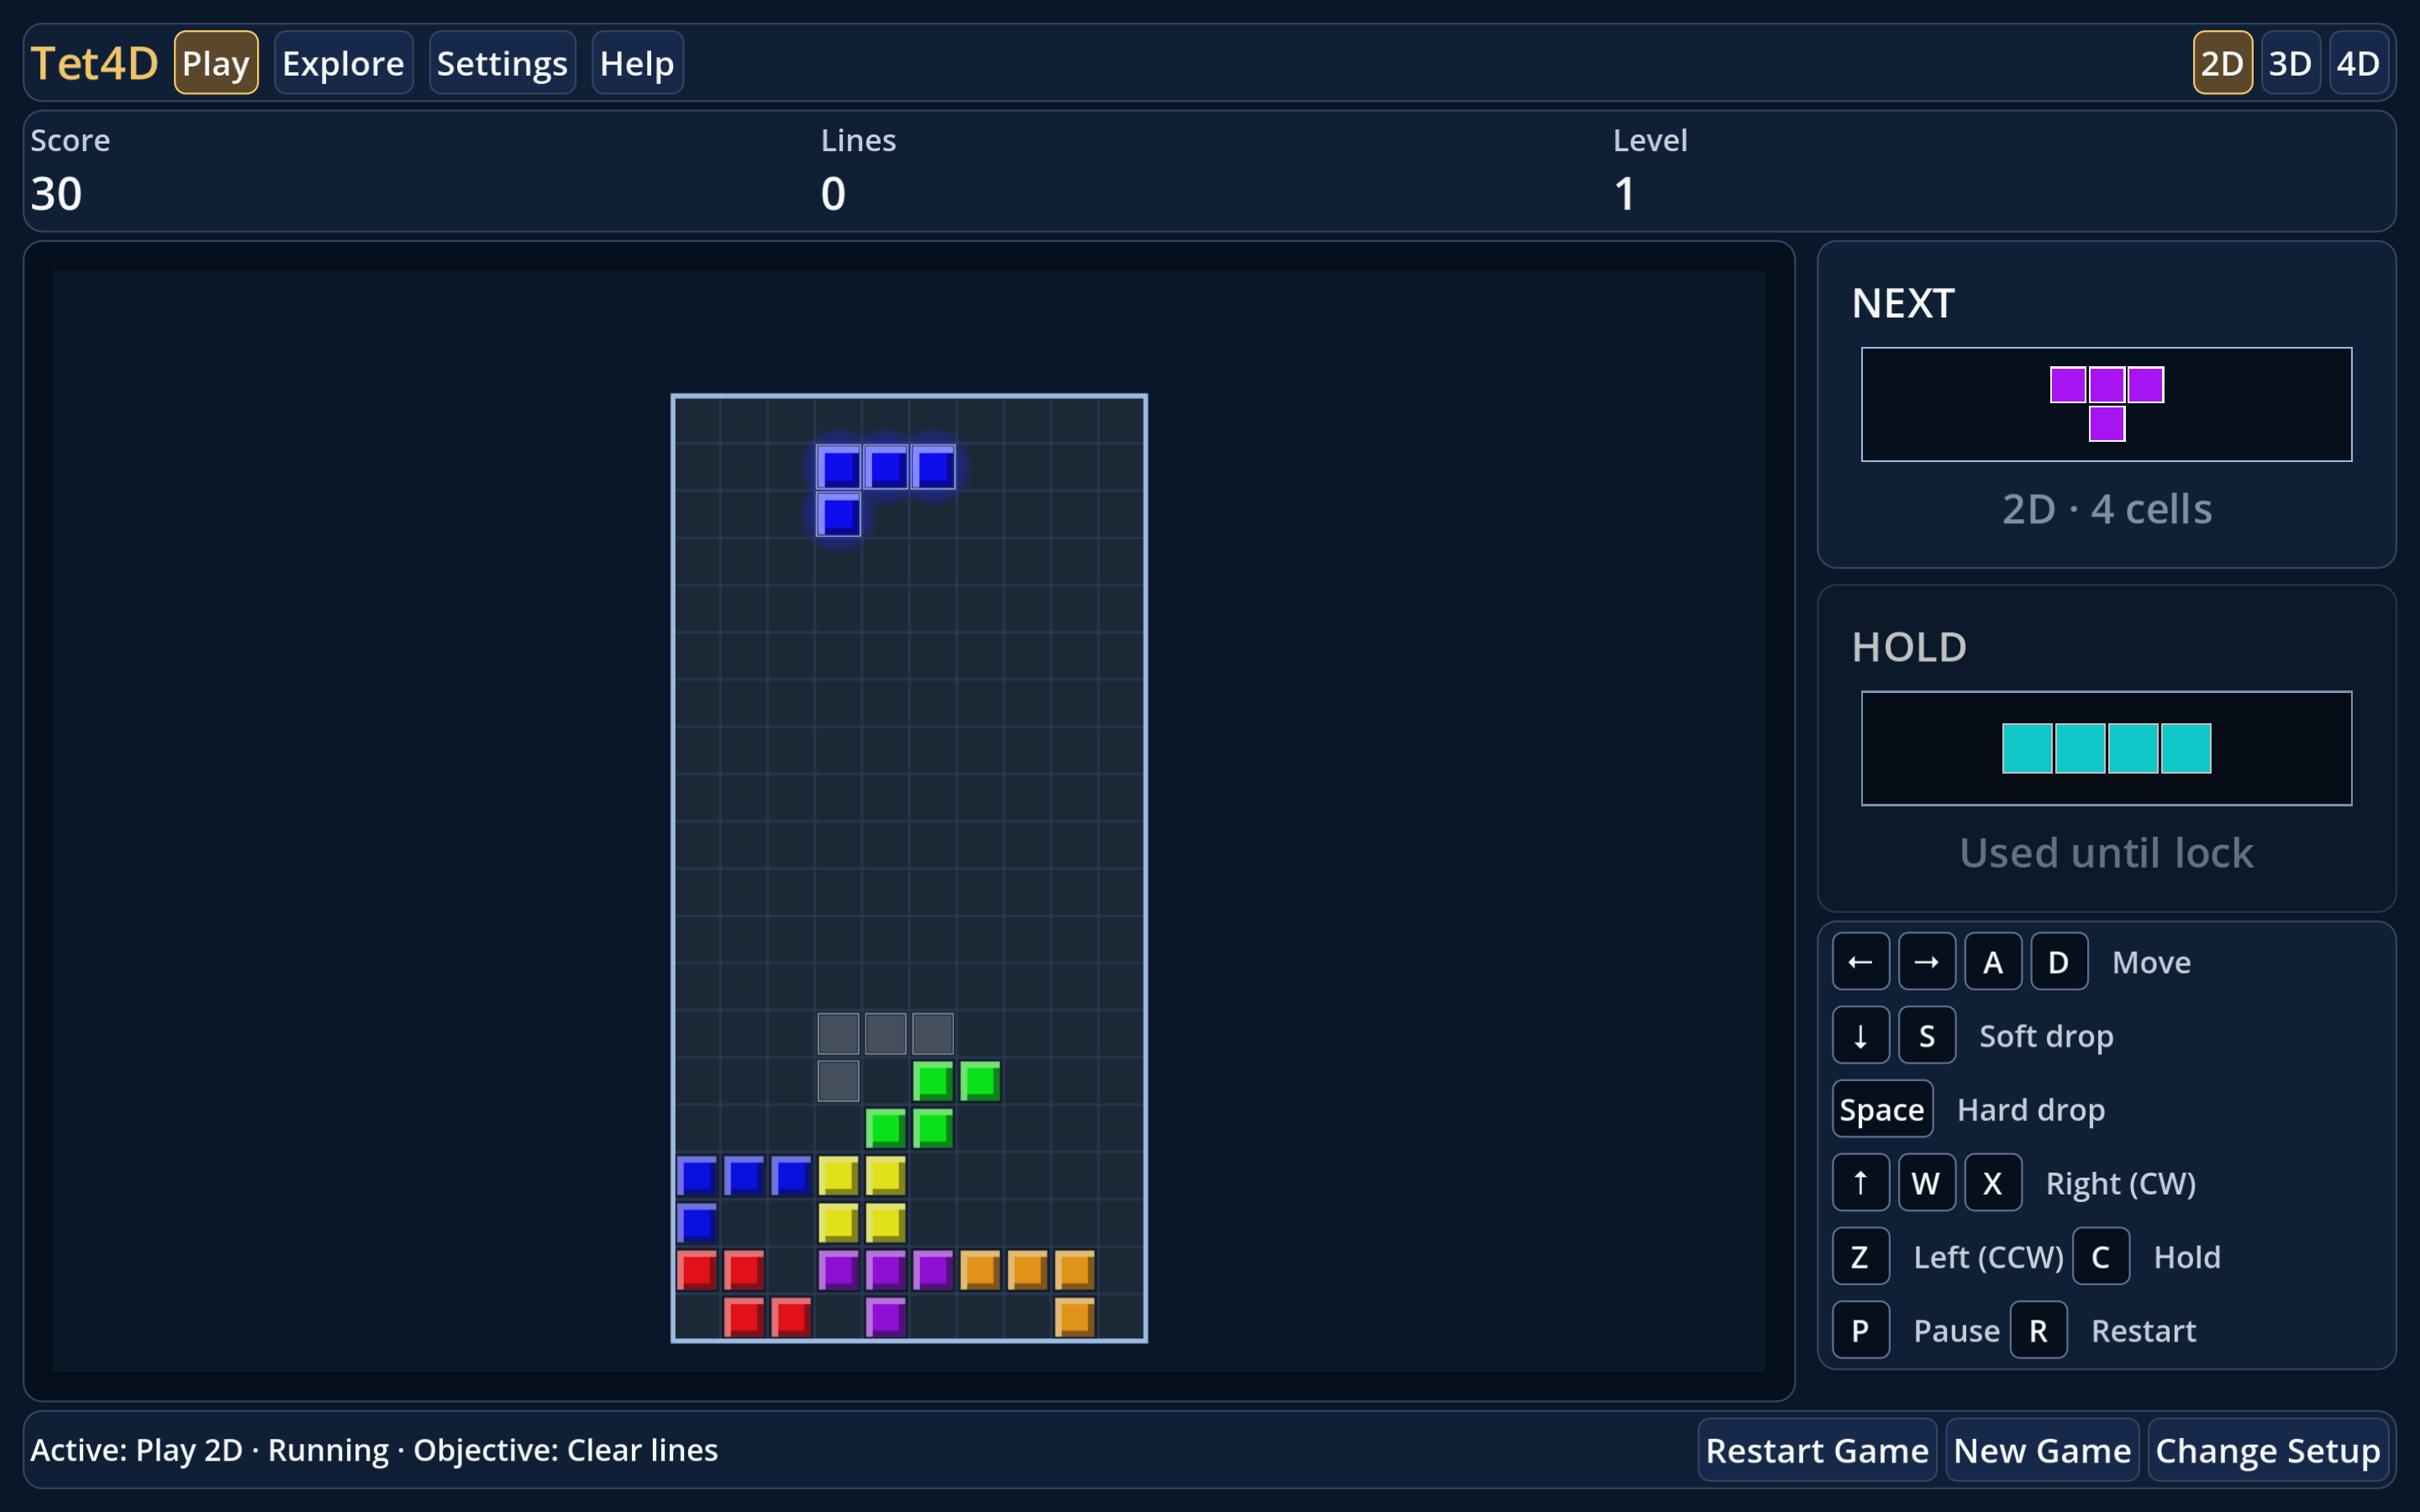 Tet4D Play Explore Settings Help 2D 3D 4D
Score Lines Level
30 0 1
NEXT
2D · 4 cells
HOLD
Used until lock
← → A D Move
↓ S Soft drop
Space Hard drop
↑ W X Right (CW)
Z Left (CCW) C Hold
P Pause R Restart
Active: Play 2D · Running · Objective: Clear lines Restart Game New Game Change Setup